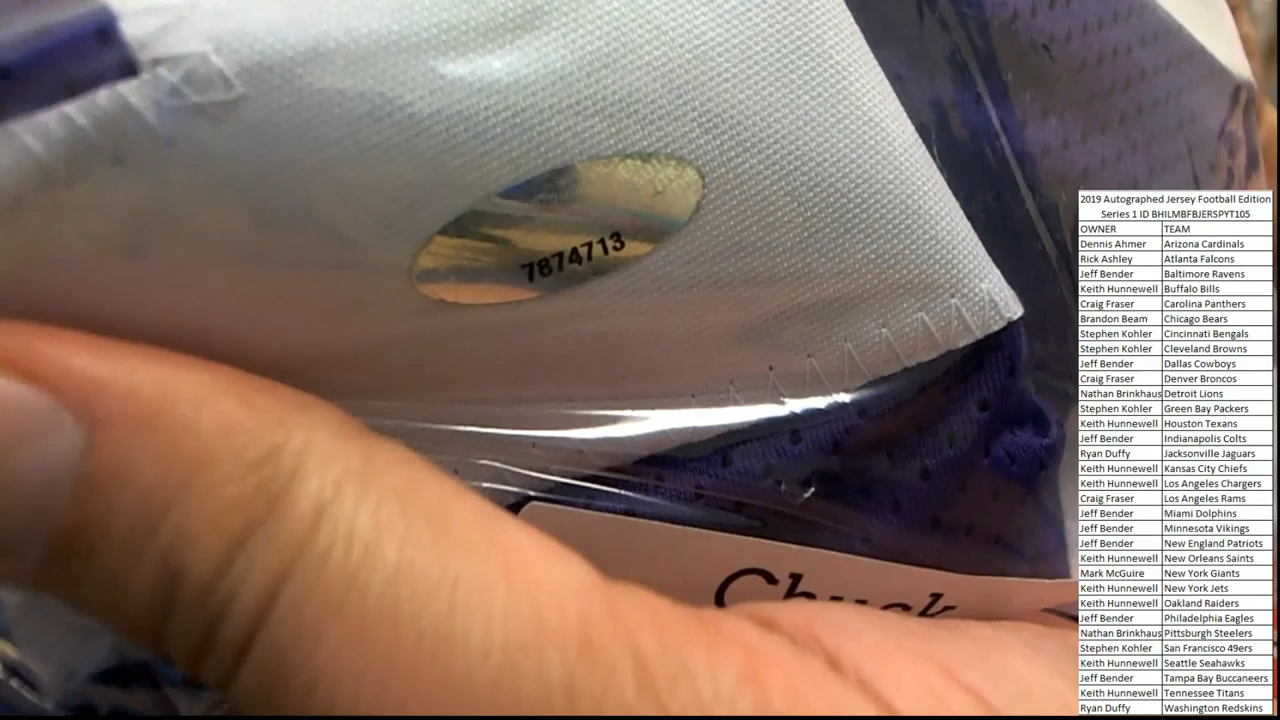 7874713
Chuck
2019 Autographed Jersey Football Edition
Series 1 ID BHILMBFBJERSPYT105
OWNER TEAM
Dennis Ahmer Arizona Cardinals
Rick Ashley Atlanta Falcons
Jeff Bender Baltimore Ravens
Keith Hunnewell Buffalo Bills
Craig Fraser Carolina Panthers
Brandon Beam Chicago Bears
Stephen Kohler Cincinnati Bengals
Stephen Kohler Cleveland Browns
Jeff Bender Dallas Cowboys
Craig Fraser Denver Broncos
Nathan Brinkhaus Detroit Lions
Stephen Kohler Green Bay Packers
Keith Hunnewell Houston Texans
Jeff Bender Indianapolis Colts
Ryan Duffy Jacksonville Jaguars
Keith Hunnewell Kansas City Chiefs
Keith Hunnewell Los Angeles Chargers
Craig Fraser Los Angeles Rams
Jeff Bender Miami Dolphins
Jeff Bender Minnesota Vikings
Jeff Bender New England Patriots
Keith Hunnewell New Orleans Saints
Mark McGuire New York Giants
Keith Hunnewell New York Jets
Keith Hunnewell Oakland Raiders
Jeff Bender Philadelphia Eagles
Nathan Brinkhaus Pittsburgh Steelers
Stephen Kohler San Francisco 49ers
Keith Hunnewell Seattle Seahawks
Jeff Bender Tampa Bay Buccaneers
Keith Hunnewell Tennessee Titans
Ryan Duffy Washington Redskins